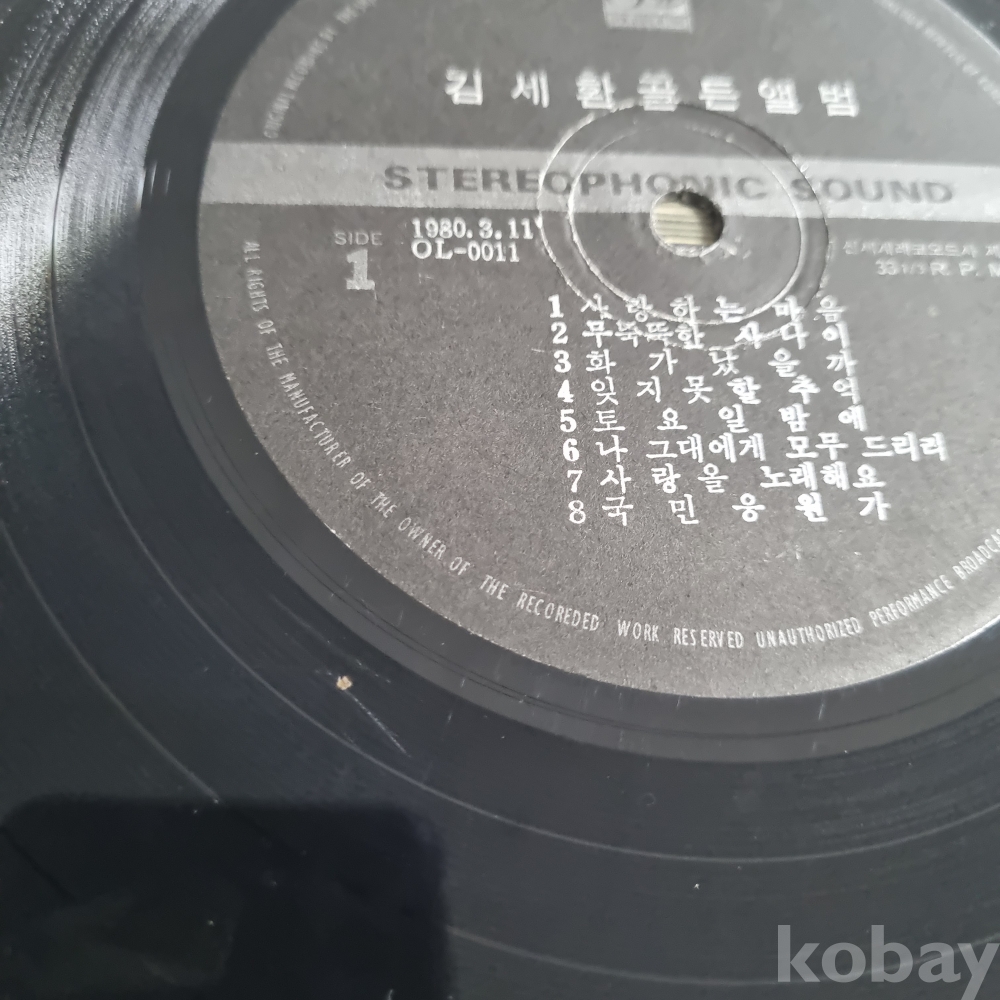 김세환골든앨범
STEREOPHONIC SOUND
SIDE 1
1980.3.11
OL-0011
33 1/3 R.P.M
1 사랑하는 마음
2 무뚝뚝한 사나이
3 화가 났을까
4 잊지못할추억
5 토요일 밤에
6 나 그대에게 모두 드리리
7 사랑을 노래해요
8 국민응원가
ALL RIGHTS OF THE MANUFACTURER OF THE OWNER OF THE RECOREDED WORK RESERVED UNAUTHORIZED PERFORMANCE BROADCAS
kobay